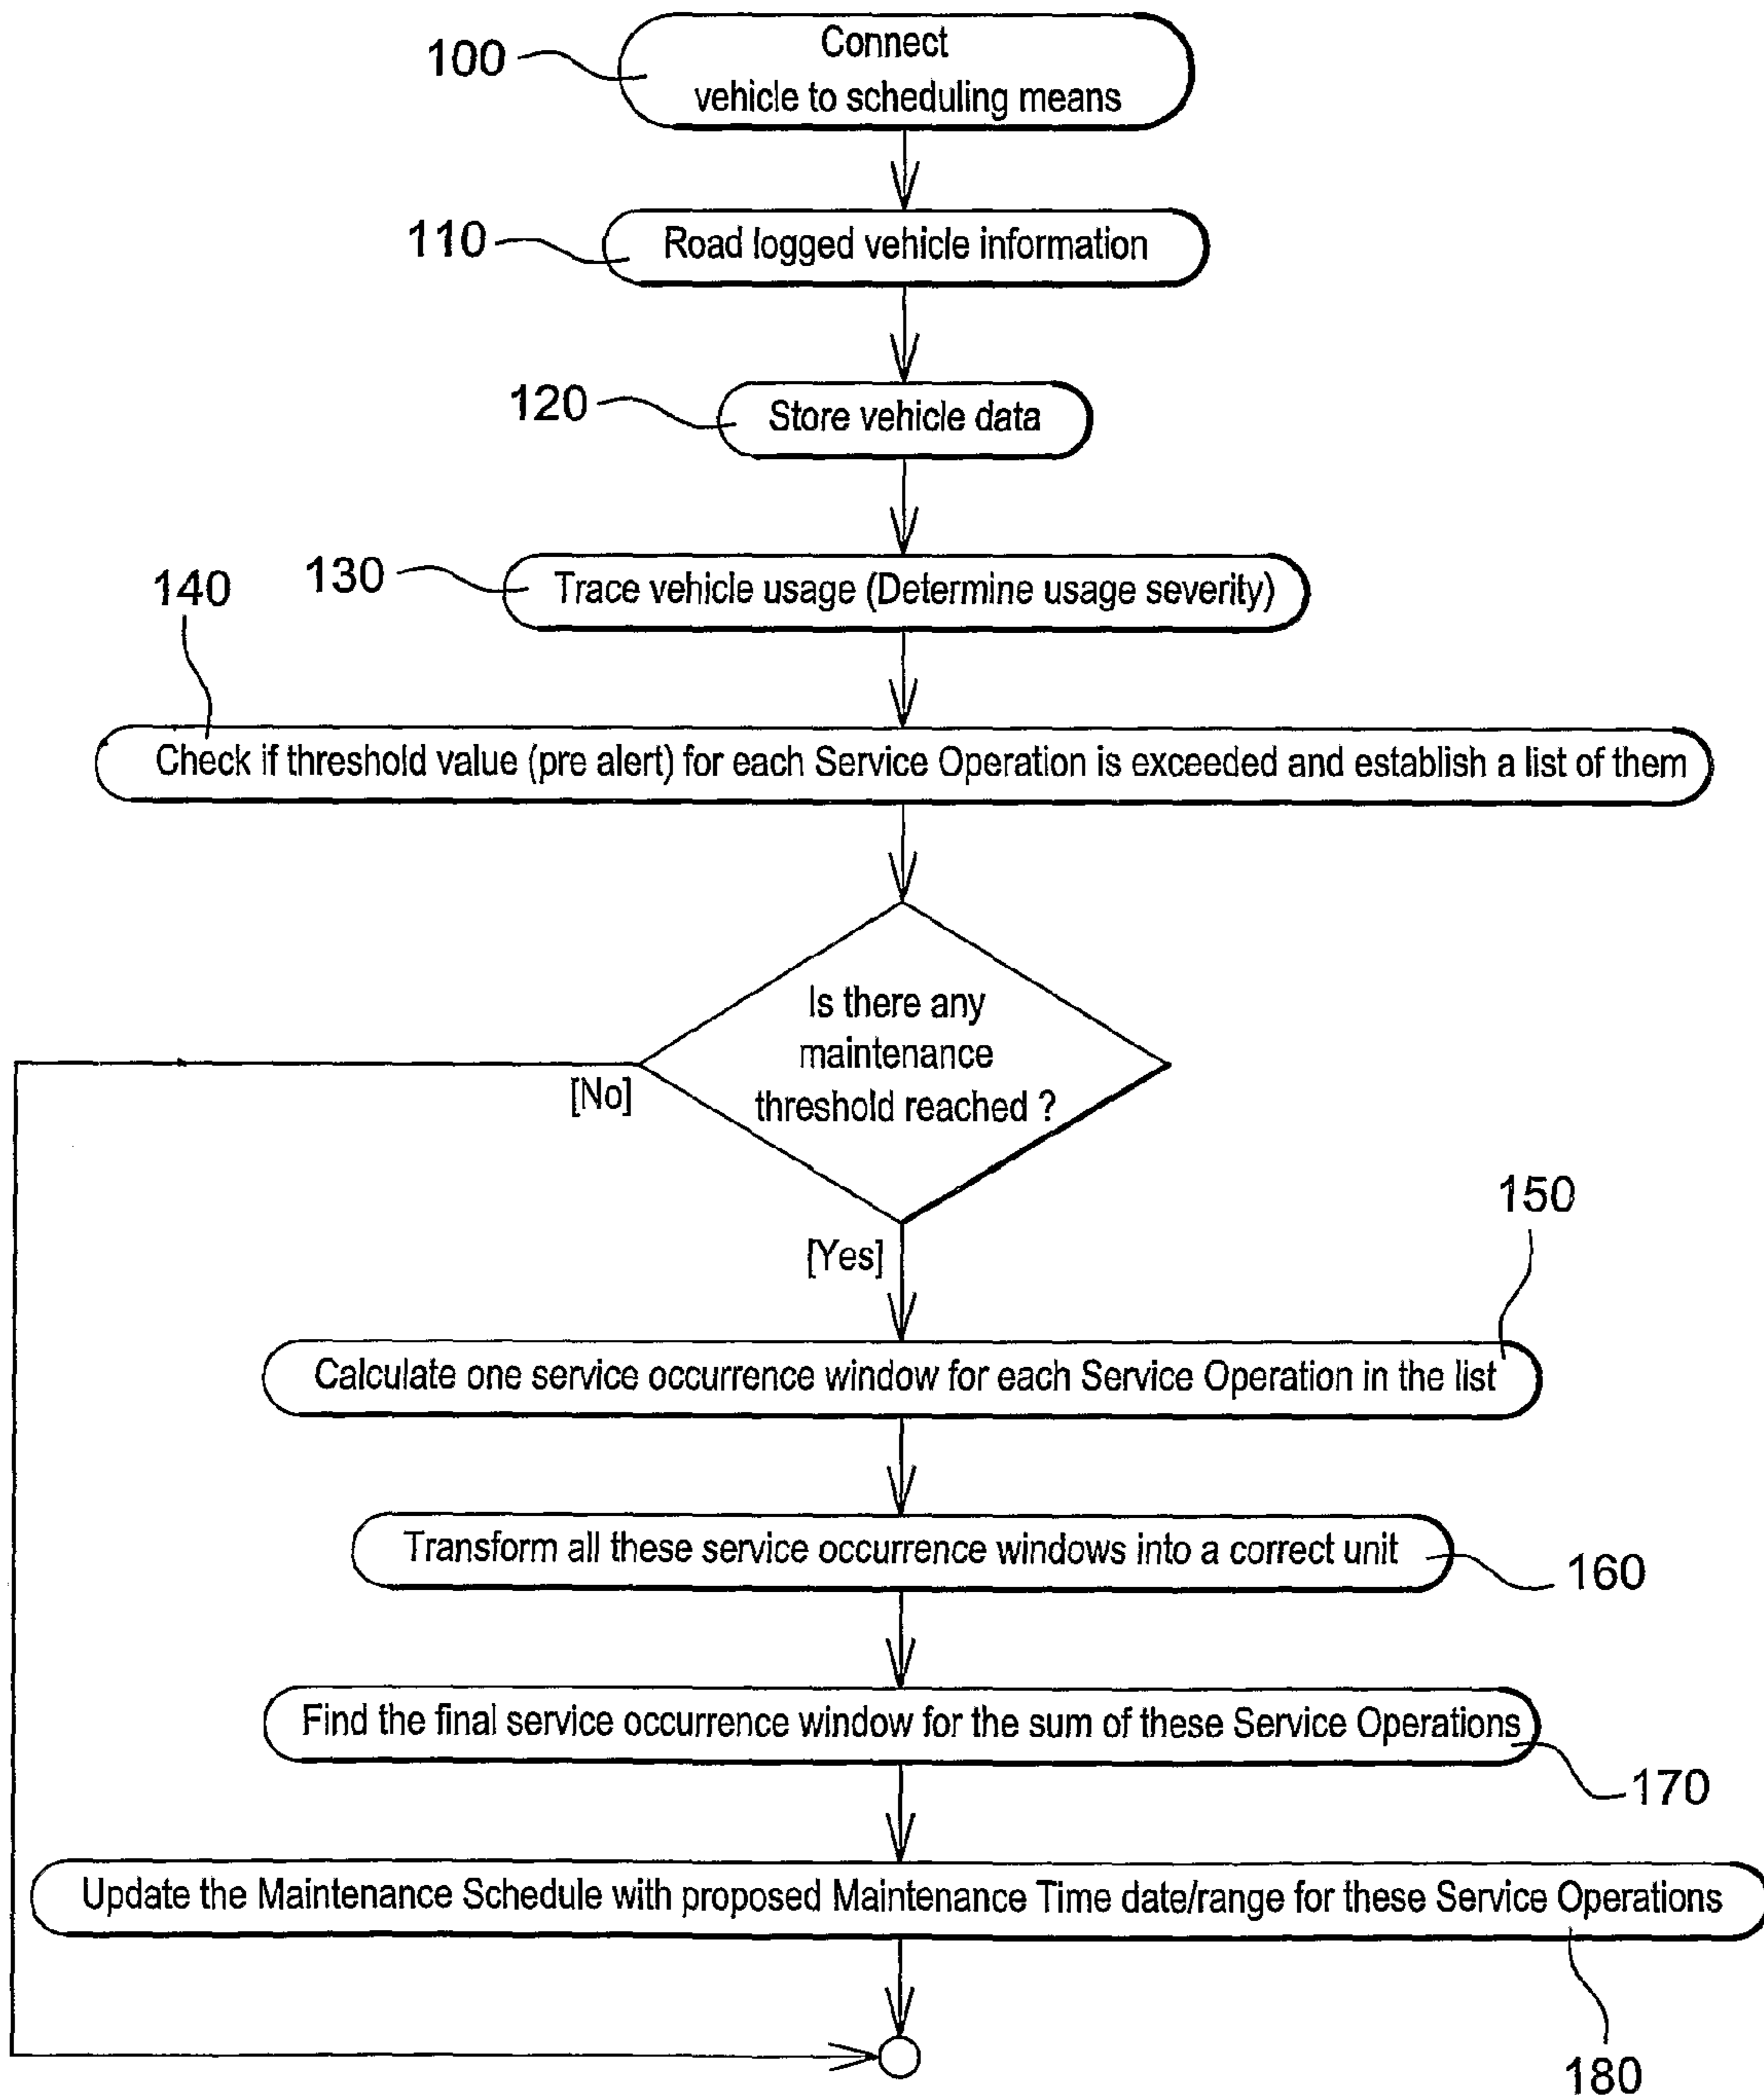 100
Connect
vehicle to scheduling means
110
Road logged vehicle information
120
Store vehicle data
130
Trace vehicle usage (Determine usage severity)
140
Check if threshold value (pre alert) for each Service Operation is exceeded and establish a list of them
Is there any
maintenance
threshold reached ?
[No]
[Yes]
150
Calculate one service occurrence window for each Service Operation in the list
Transform all these service occurrence windows into a correct unit
160
Find the final service occurrence window for the sum of these Service Operations
170
Update the Maintenance Schedule with proposed Maintenance Time date/range for these Service Operations
180